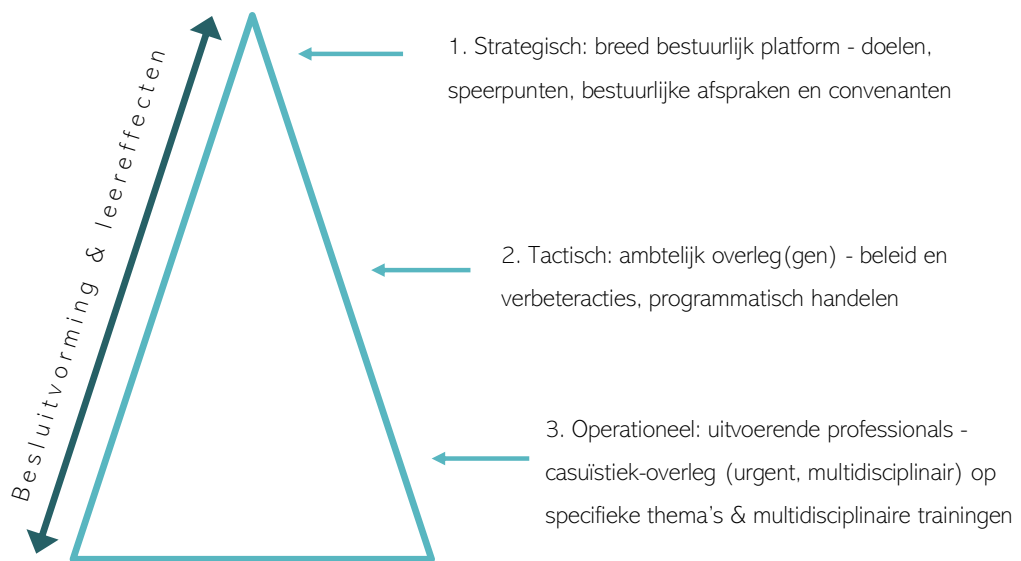 Besluitvorming & leereffecten
1. Strategisch: breed bestuurlijk platform - doelen,
speerpunten, bestuurlijke afspraken en convenanten
2. Tactisch: ambtelijk overleg(gen) - beleid en
verbeteracties, programmatisch handelen
3. Operationeel: uitvoerende professionals -
casuïstiek-overleg (urgent, multidisciplinair) op
specifieke thema's & multidisciplinaire trainingen